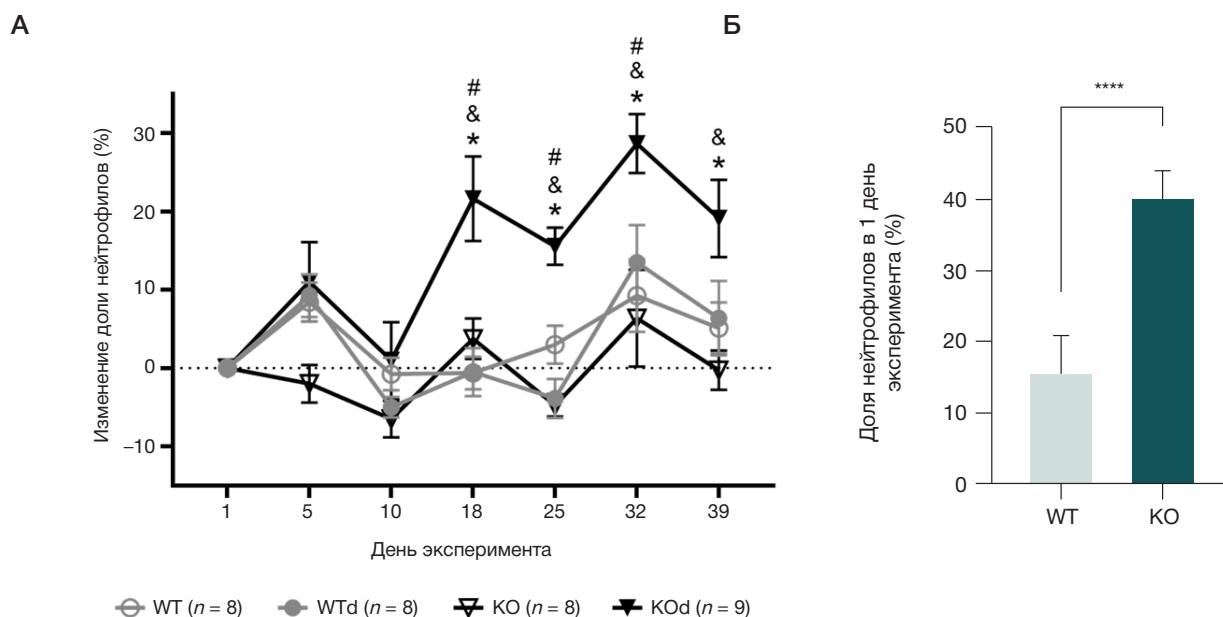 А
Изменение доли нейтрофилов (%)
30
20
10
0
–10
#
&
*
#
&
*
#
&
*
&
*
1
5
10
18
25
32
39
День эксперимента
WT (n = 8)
WTd (n = 8)
KO (n = 8)
KOd (n = 9)
Б
Доля нейтрофилов в 1 день
эксперимента (%)
50
40
30
20
10
0
****
WT
KO